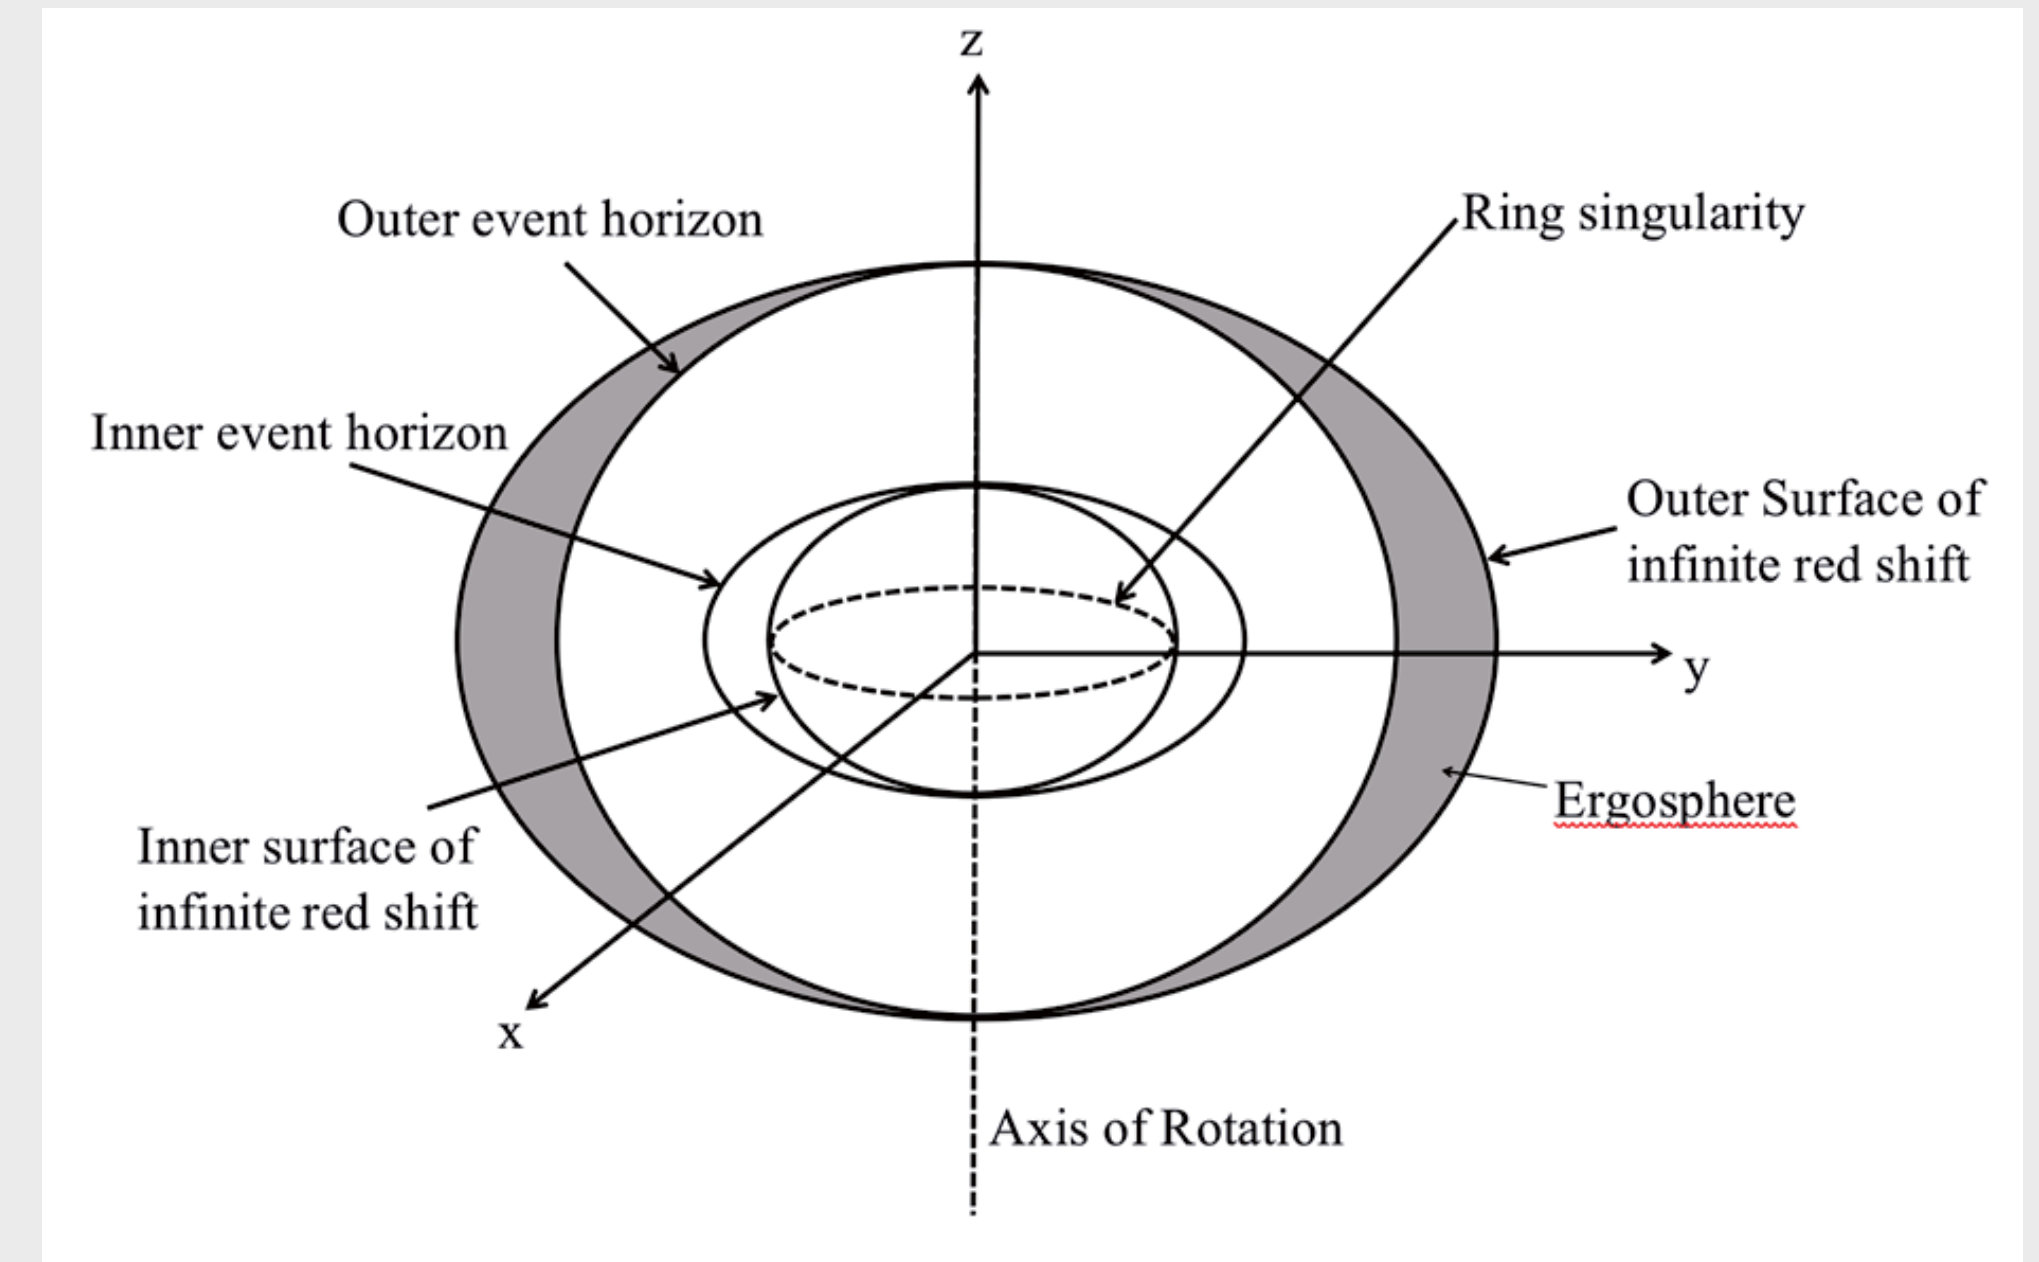 z
Outer event horizon
Ring singularity
Inner event horizon
Outer Surface of
infinite red shift
y
Ergosphere
Inner surface of
infinite red shift
x
Axis of Rotation